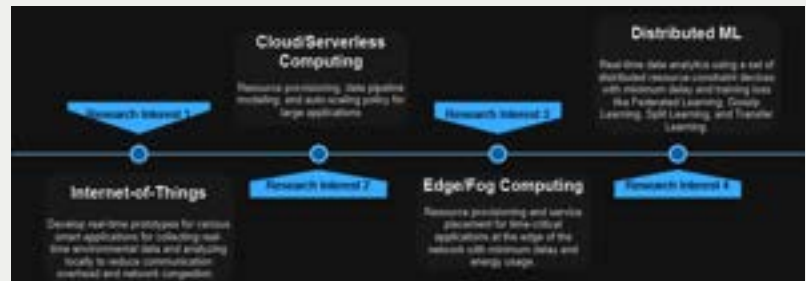 Research Interest 1
Internet-of-Things
Develop real-time prototypes for various
smart applications for collecting real-
time environmental data and analyzing
locally to reduce communication
overhead and network congestion.
Cloud/Serverless
Computing
Resource provisioning, data pipeline
modeling, and auto-scaling policy for
large applications
Research Interest 2
Research Interest 3
Edge/Fog Computing
Resource provisioning and service
placement for time-critical
applications at the edge of the
network with minimum delay and
energy usage.
Distributed ML
Real-time data analytics using a set of
distributed resource-constraint devices
with minimum delay and training loss
like Federated Learning, Gossip
Learning, Split Learning, and Transfer
Learning.
Research Interest 4